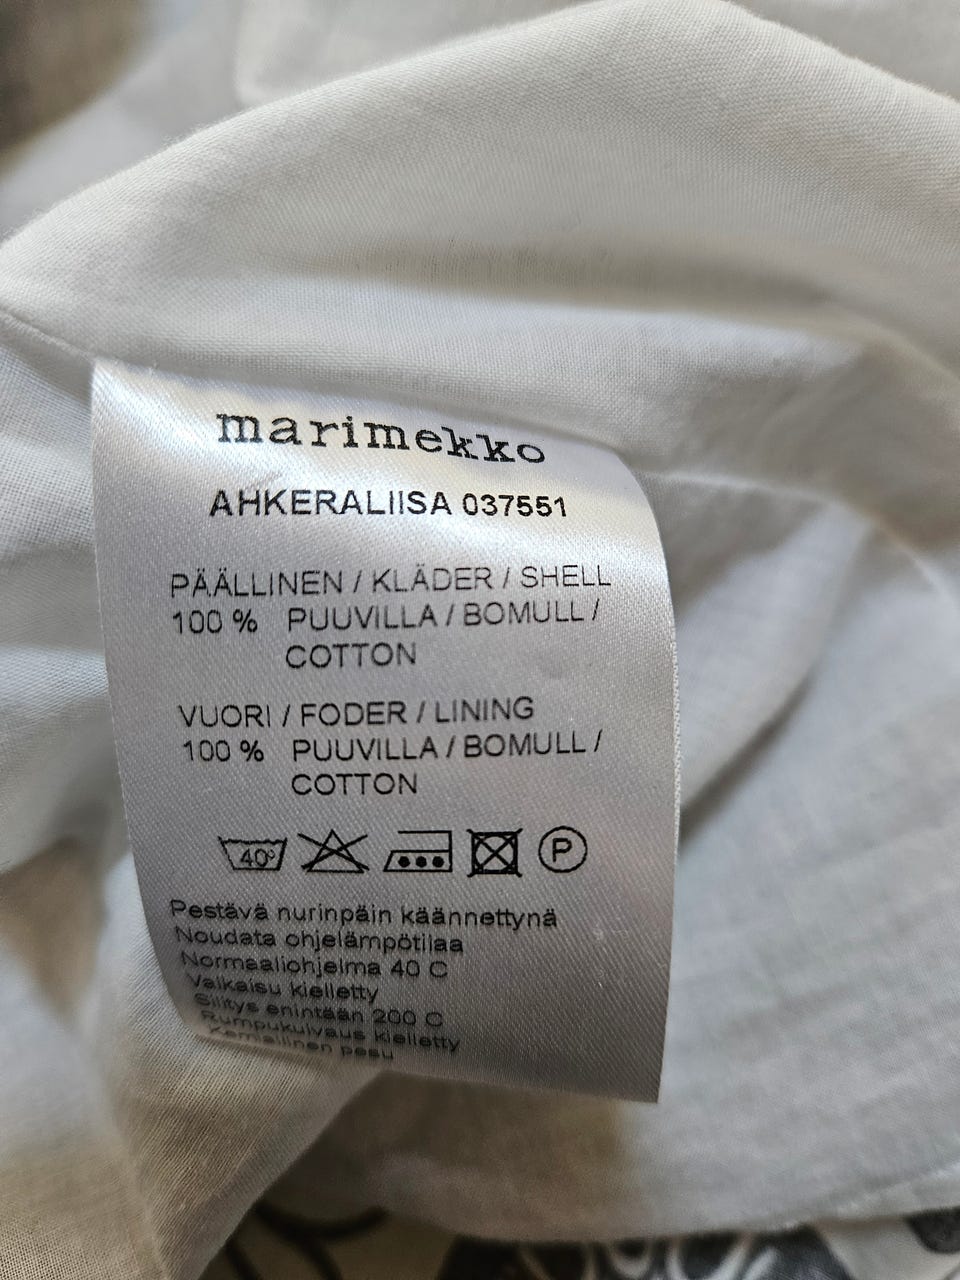 marimekko
AHKERALIISA 037551
PÄÄLLINEN / KLÄDER / SHELL
100 % PUUVILLA / BOMULL /
COTTON
VUORI / FODER / LINING
100 % PUUVILLA / BOMULL /
COTTON
40°
P
Pestävä nurinpäin käännettynä
Noudata ohjelämpötilaa
Normaaliohjelma 40 C
Valkaisu kielletty
Silitys enintään 200 C
Rumpukuivaus kielletty
Kemiallinen pesu